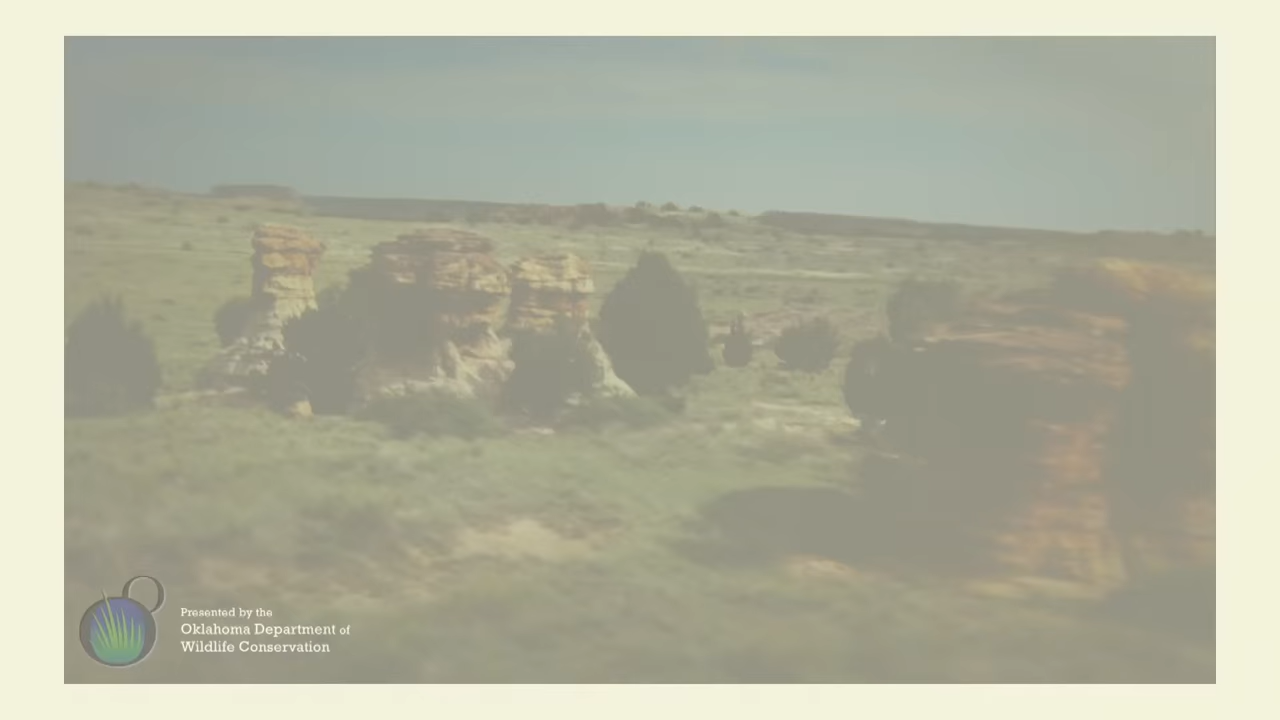 Presented by the
Oklahoma Department of
Wildlife Conservation